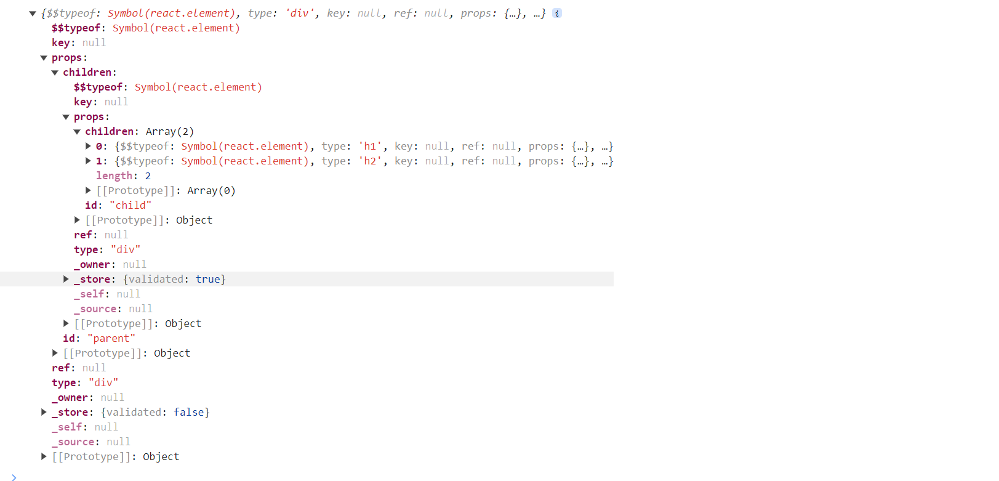 ▼ {$$typeof: Symbol(react.element), type: 'div', key: null, ref: null, props: {…}, …} i
$$typeof: Symbol(react.element)
key: null
▼ props:
▼ children:
$$typeof: Symbol(react.element)
key: null
▼ props:
▼ children: Array(2)
▶ 0: {$$typeof: Symbol(react.element), type: 'h1', key: null, ref: null, props: {…}, …}
▶ 1: {$$typeof: Symbol(react.element), type: 'h2', key: null, ref: null, props: {…}, …}
length: 2
▶ [[Prototype]]: Array(0)
id: "child"
▶ [[Prototype]]: Object
ref: null
type: "div"
_owner: null
▶ _store: {validated: true}
_self: null
_source: null
▶ [[Prototype]]: Object
id: "parent"
▶ [[Prototype]]: Object
ref: null
type: "div"
_owner: null
▶ _store: {validated: false}
_self: null
_source: null
▶ [[Prototype]]: Object
›